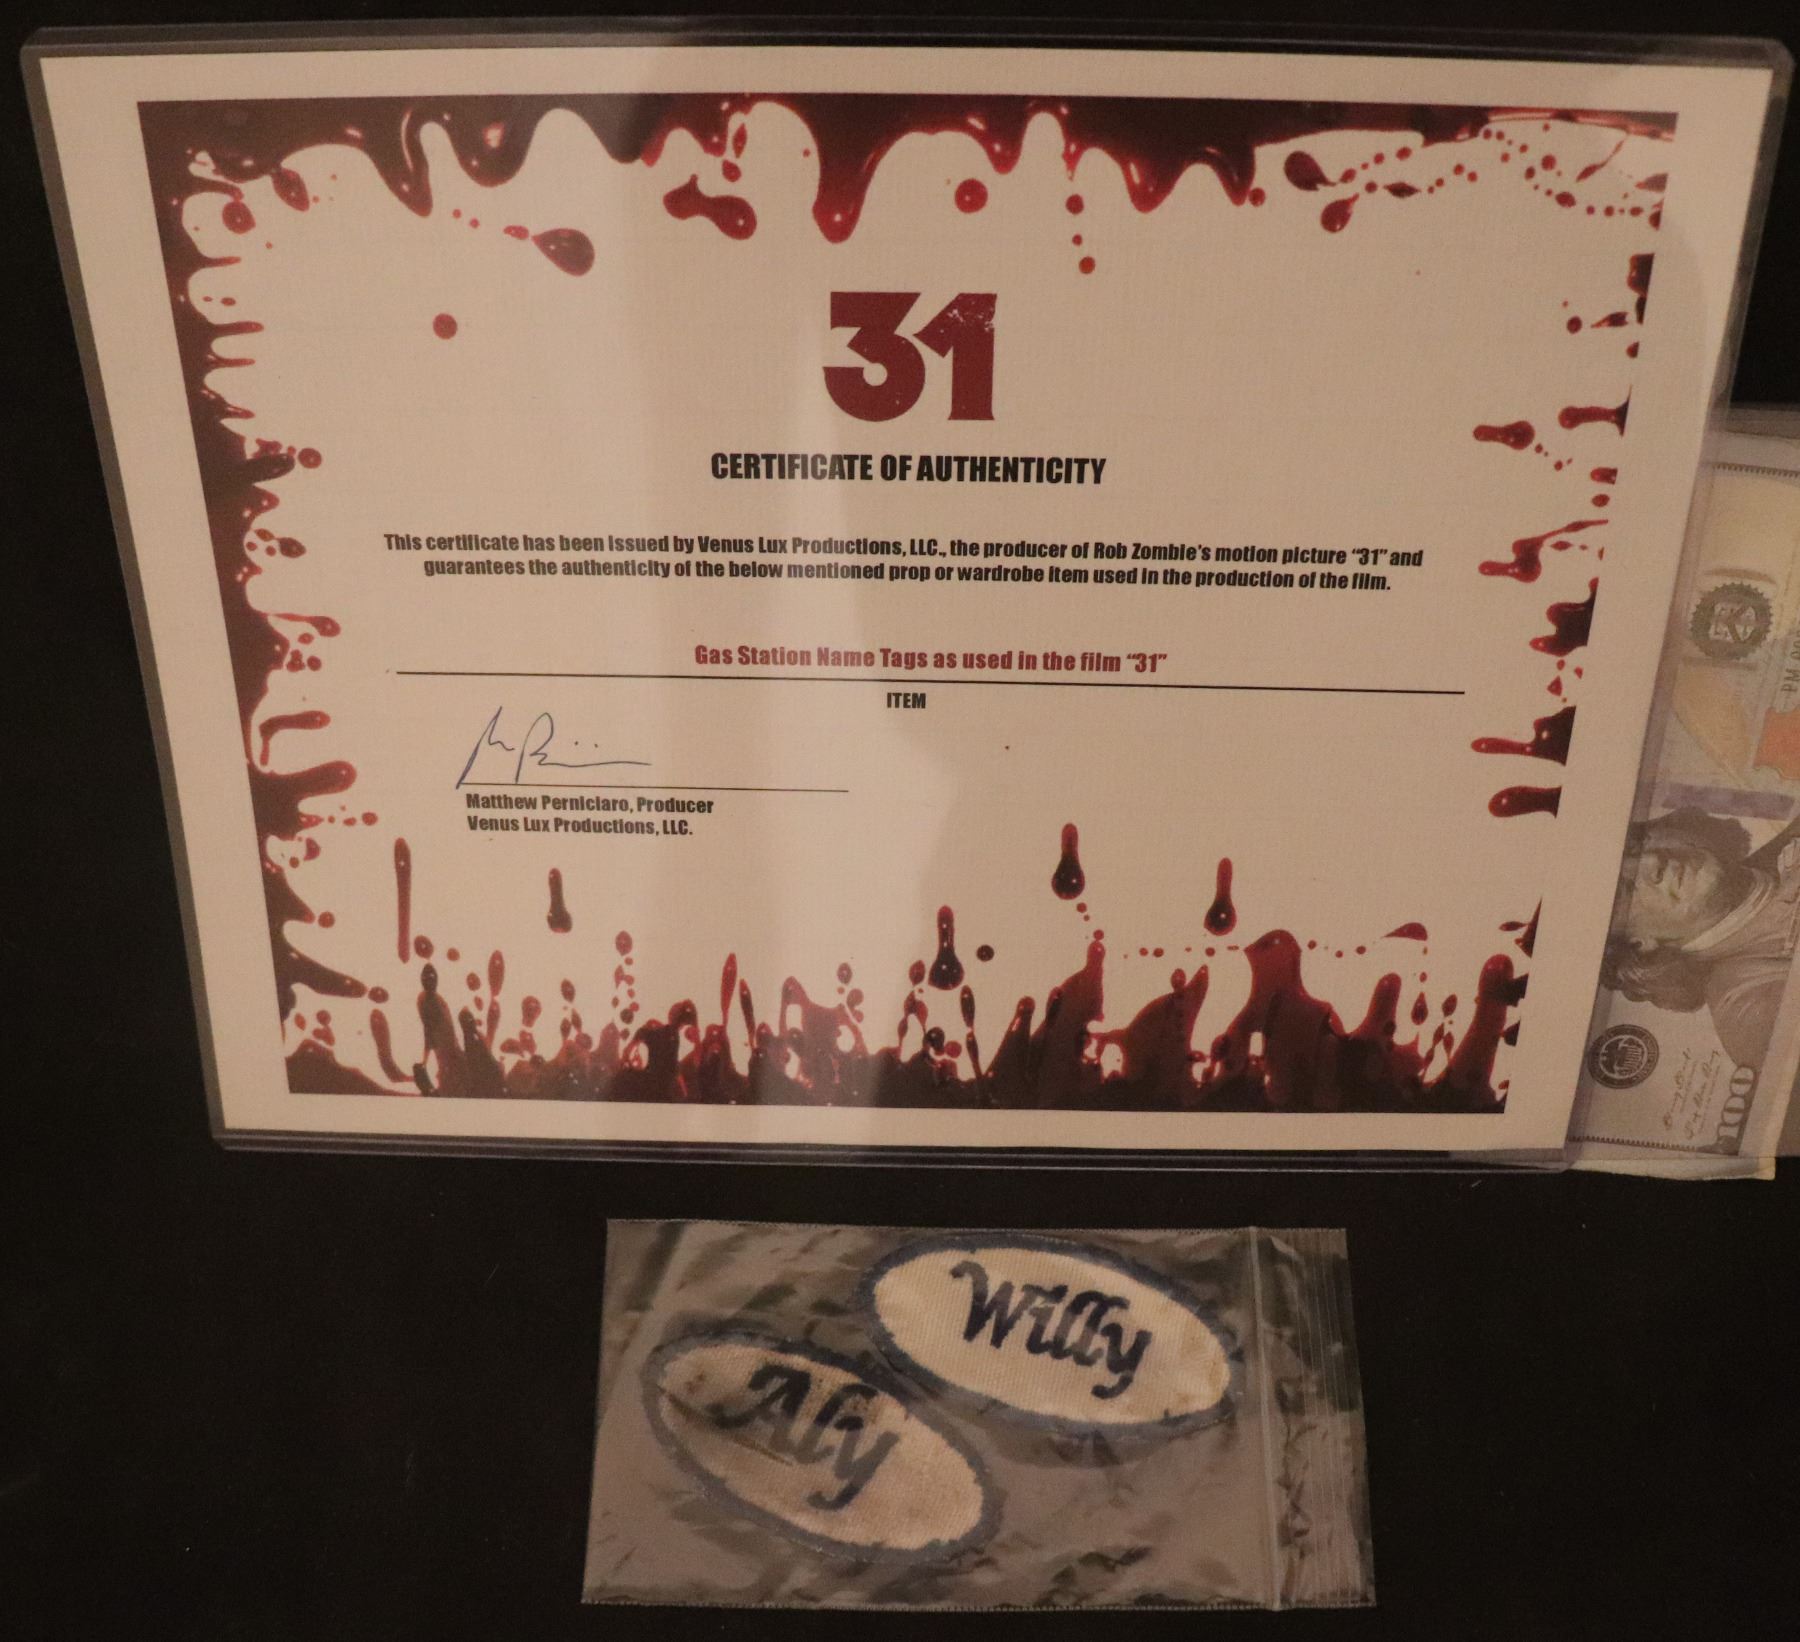 31
CERTIFICATE OF AUTHENTICITY
This certificate has been issued by Venus Lux Productions, LLC., the producer of Rob Zombie's motion picture “31” and
guarantees the authenticity of the below mentioned prop or wardrobe item used in the production of the film.
Gas Station Name Tags as used in the film “31”
ITEM
Matthew Perniciaro, Producer
Venus Lux Productions, LLC.
100
Willy
Aly